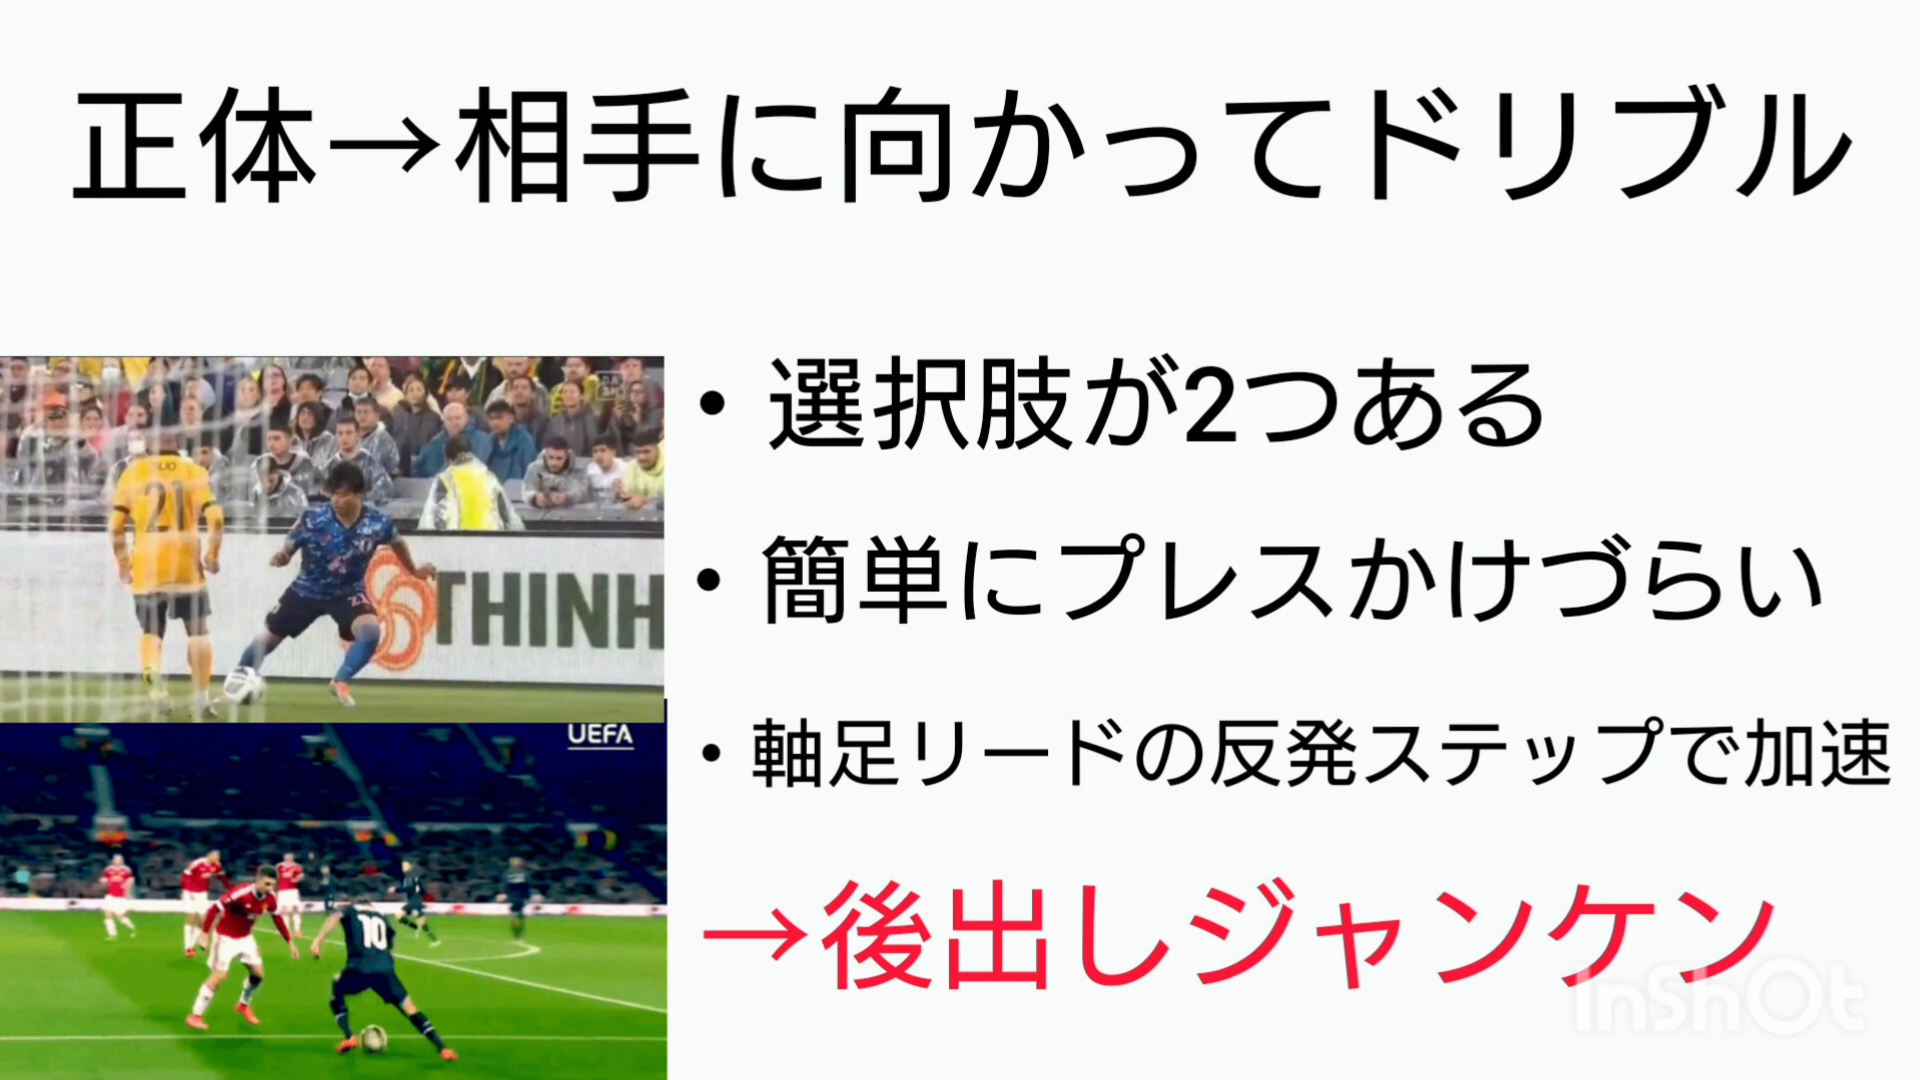 正体→相手に向かってドリブル
・選択肢が2つある
・簡単にプレスかけづらい
・軸足リードの反発ステップで加速
→後出しジャンケン
21
THINK
UEFA
10
InShOt